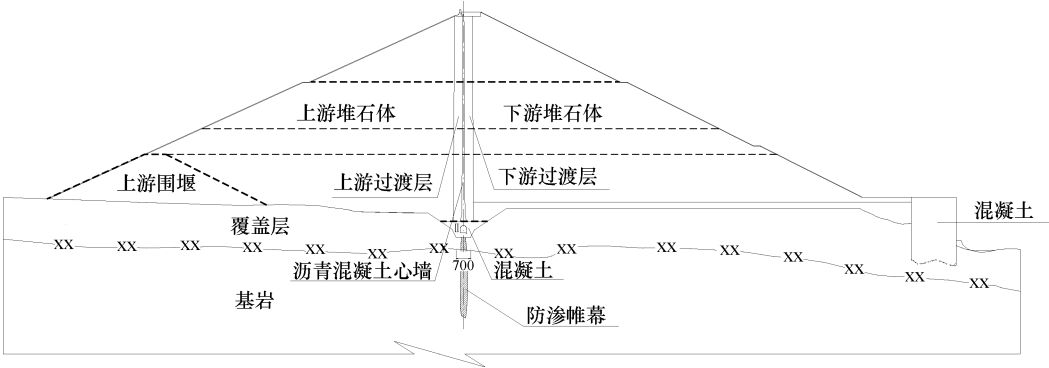 上游堆石体
下游堆石体
上游过渡层
下游过渡层
上游围堰
混凝土
覆盖层
XX XX XX XX XX XX XX XX XX XX XX XX XX XX XX
沥青混凝土心墙
700
混凝土
基岩
防渗帷幕